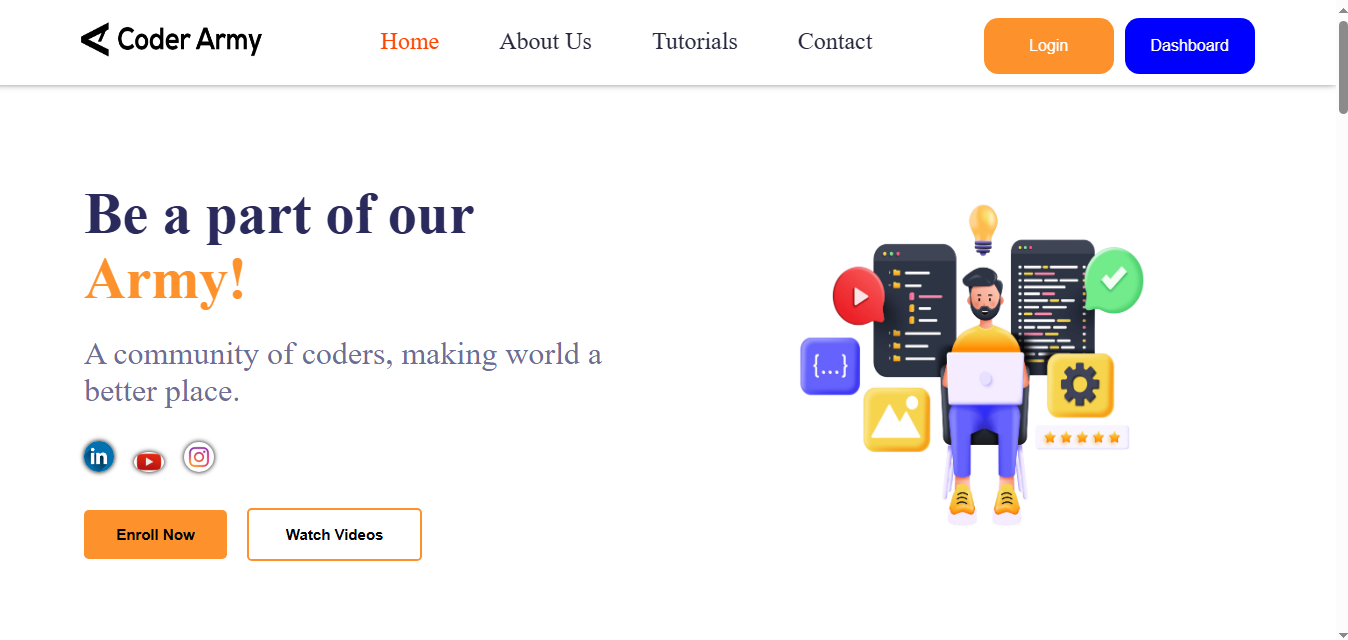 Coder Army
Home
About Us
Tutorials
Contact
Login
Dashboard
Be a part of our
Army!
A community of coders, making world a
better place.
in
{...}
Enroll Now
Watch Videos